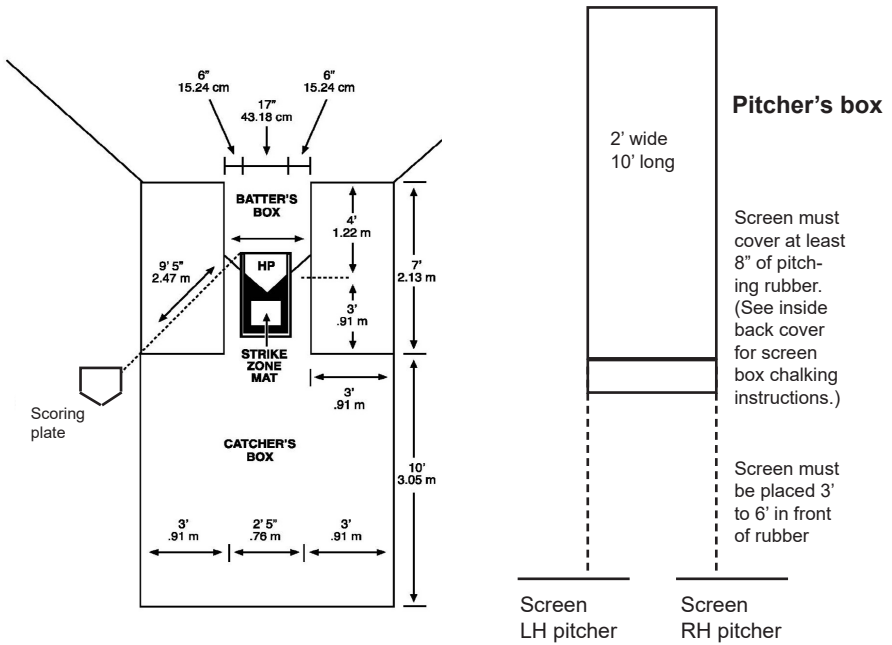 6”
15.24 cm
6”
15.24 cm
17”
43.18 cm
BATTER'S
BOX
4'
1.22 m
HP
9' 5”
2.47 m
7'
2.13 m
3'
.91 m
STRIKE
ZONE
MAT
3'
.91 m
Scoring
plate
CATCHER'S
BOX
10'
3.05 m
3'
.91 m
2' 5”
.76 m
3'
.91 m
Pitcher’s box
2’ wide
10’ long
Screen must
cover at least
8” of pitch-
ing rubber.
(See inside
back cover
for screen
box chalking
instructions.)
Screen must
be placed 3’
to 6’ in front
of rubber
Screen
LH pitcher
Screen
RH pitcher